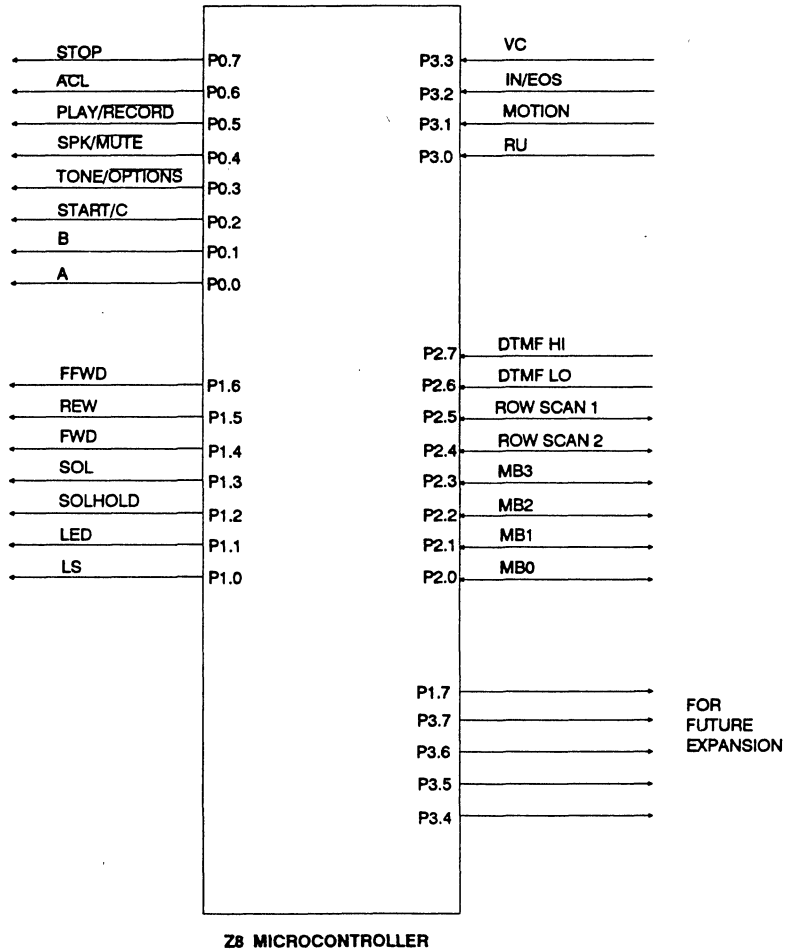 STOP
P0.7
A̅C̅L̅
P0.6
PLAY/R̅E̅C̅O̅R̅D̅
P0.5
SPK/M̅U̅T̅E̅
P0.4
TONE/O̅P̅T̅I̅O̅N̅S̅
P0.3
START/C
P0.2
B
P0.1
A
P0.0
FFWD
P1.6
REW
P1.5
FWD
P1.4
SOL
P1.3
SOLHOLD
P1.2
LED
P1.1
LS
P1.0
P3.3
VC
P3.2
IN/EOS
P3.1
MOTION
P3.0
RU
P2.7
DTMF HI
P2.6
DTMF LO
P2.5
ROW SCAN 1
P2.4
ROW SCAN 2
P2.3
MB3
P2.2
MB2
P2.1
MB1
P2.0
MB0
P1.7
P3.7
P3.6
P3.5
P3.4
FOR
FUTURE
EXPANSION
Z8 MICROCONTROLLER